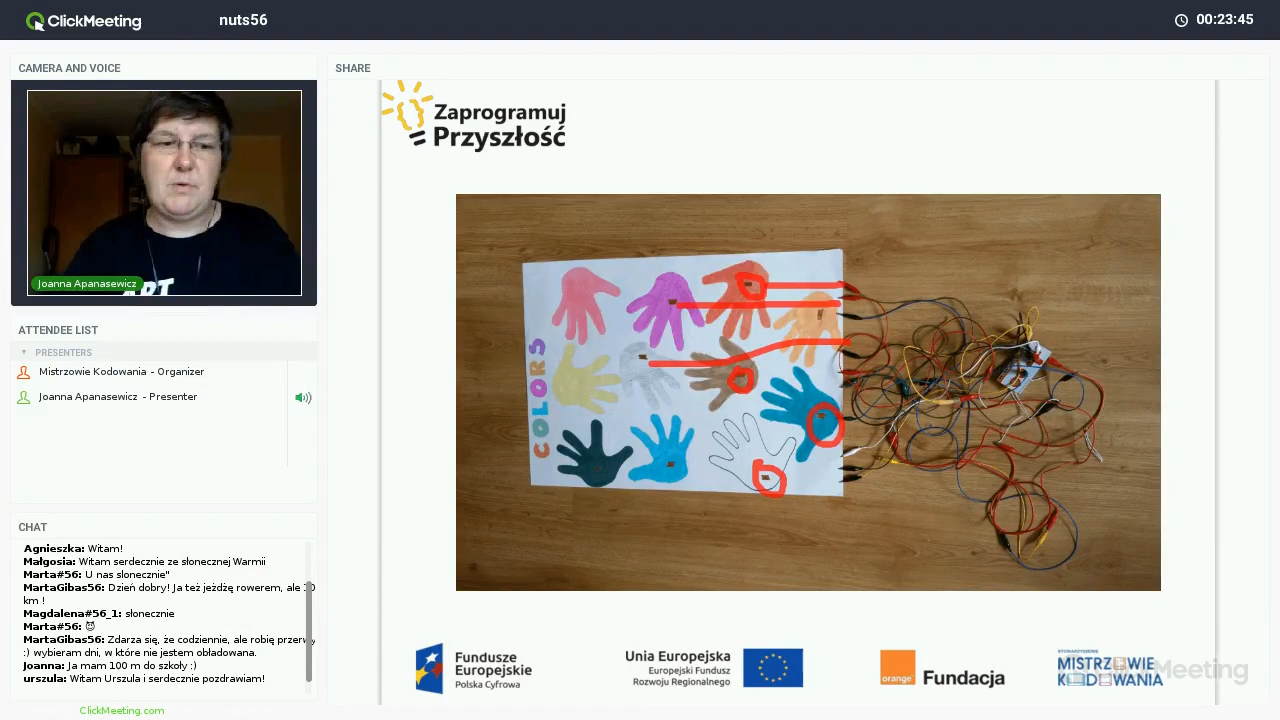 ClickMeeting
nuts56
00:23:45
CAMERA AND VOICE
ART
Joanna Apanasewicz
ATTENDEE LIST
PRESENTERS
Mistrzowie Kodowania - Organizer
Joanna Apanasewicz - Presenter
CHAT
Agnieszka: Witam!
Małgosia: Witam serdecznie ze słonecznej Warmii
Marta#56: U nas słonecznie"
MartaGibas56: Dzień dobry! Ja też jeżdżę rowerem, ale 10
km !
Magdalena#56_1: słonecznie
Marta#56: 😈
MartaGibas56: Zdarza się, że codziennie, ale robię przerwy
:) wybieram dni, w które nie jestem obładowana.
Joanna: Ja mam 100 m do szkoły :)
urszula: Witam Urszula i serdecznie pozdrawiam!
ClickMeeting.com
SHARE
Zaprogramuj
Przyszłość
COLORS
Fundusze
Europejskie
Polska Cyfrowa
Unia Europejska
Europejski Fundusz
Rozwoju Regionalnego
orange
Fundacja
STOWARZYSZENIE
MISTRZOWIE
KODOWANIA
ClickMeeting